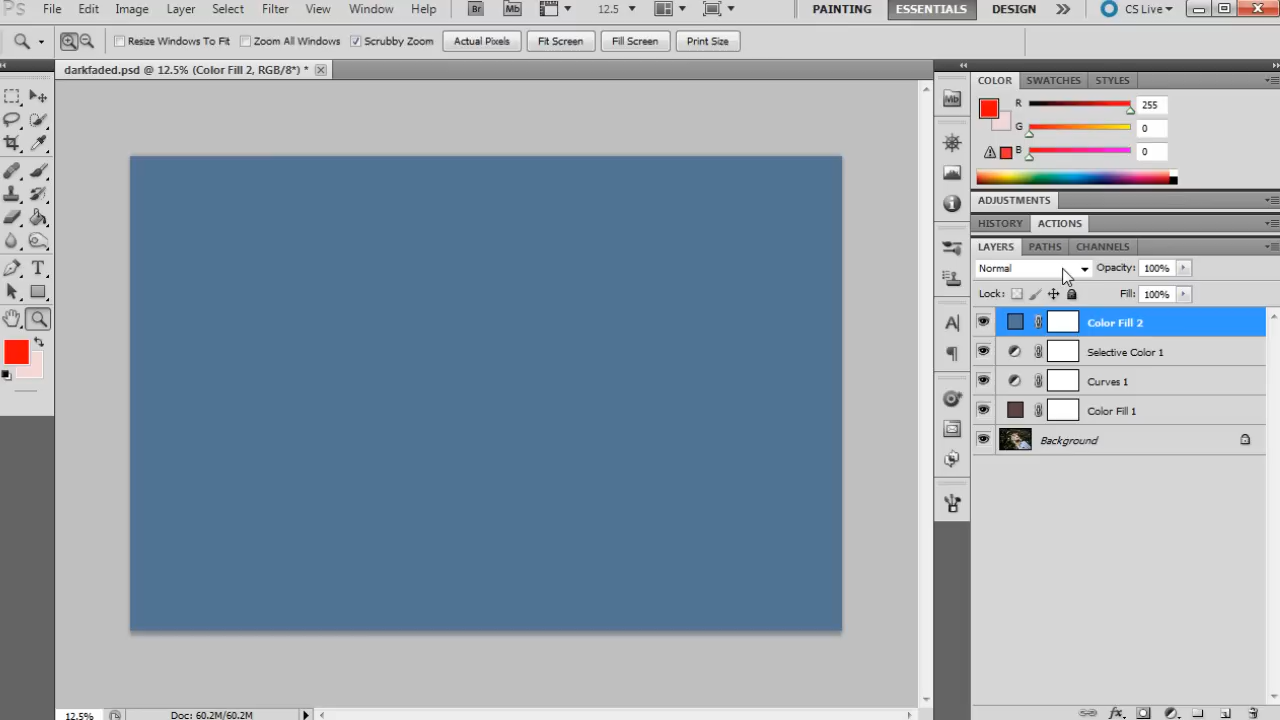 Ps File Edit Image Layer Select Filter View Window Help Br Mb 12.5 PAINTING ESSENTIALS DESIGN CS Live
Resize Windows To Fit Zoom All Windows Scrubby Zoom Actual Pixels Fit Screen Fill Screen Print Size
darkfaded.psd @ 12.5% (Color Fill 2, RGB/8*) *
COLOR SWATCHES STYLES
Mb
R 255
G 0
B 0
ADJUSTMENTS
HISTORY ACTIONS
LAYERS PATHS CHANNELS
Normal Opacity: 100%
Lock: Fill: 100%
Color Fill 2
Selective Color 1
Curves 1
Color Fill 1
Background
12.5% Doc: 60.2M/60.2M